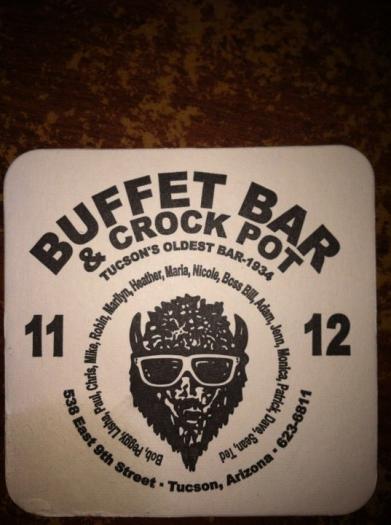 BUFFET BAR
& CROCK POT
TUCSON'S OLDEST BAR-1934
Bob, Peggy, Lisha, Paul, Chris, Mike, Robin, Marilyn, Heather, Maria, Nicole, Boss Bill, Adam, Jenn, Monica, Patrick, Dave, Sean, Ted
11
12
538 East 9th Street · Tucson, Arizona · 623-6811